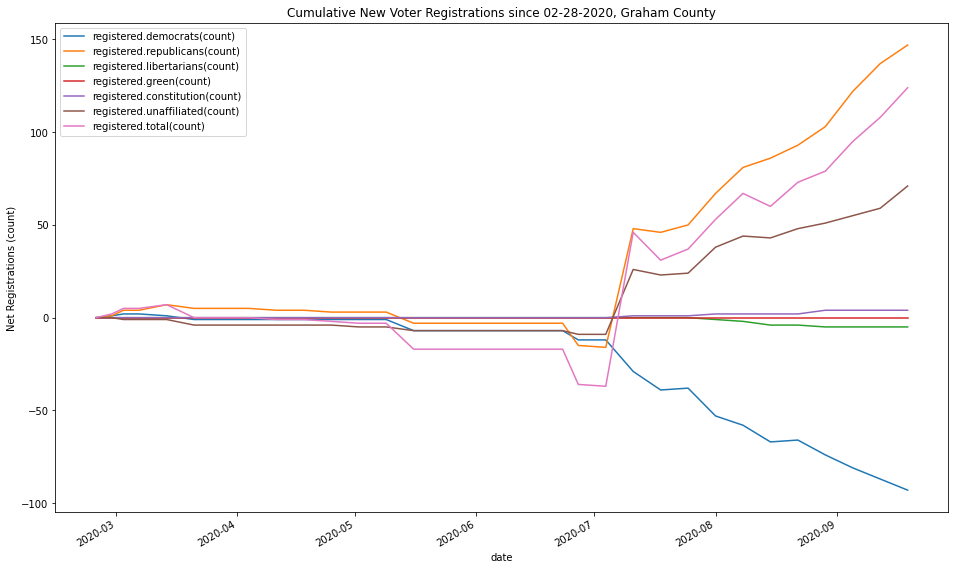 Cumulative New Voter Registrations since 02-28-2020, Graham County
registered.democrats(count)
registered.republicans(count)
registered.libertarians(count)
registered.green(count)
registered.constitution(count)
registered.unaffiliated(count)
registered.total(count)
Net Registrations (count)
150
100
50
0
−50
−100
2020-03
2020-04
2020-05
2020-06
2020-07
2020-08
2020-09
date